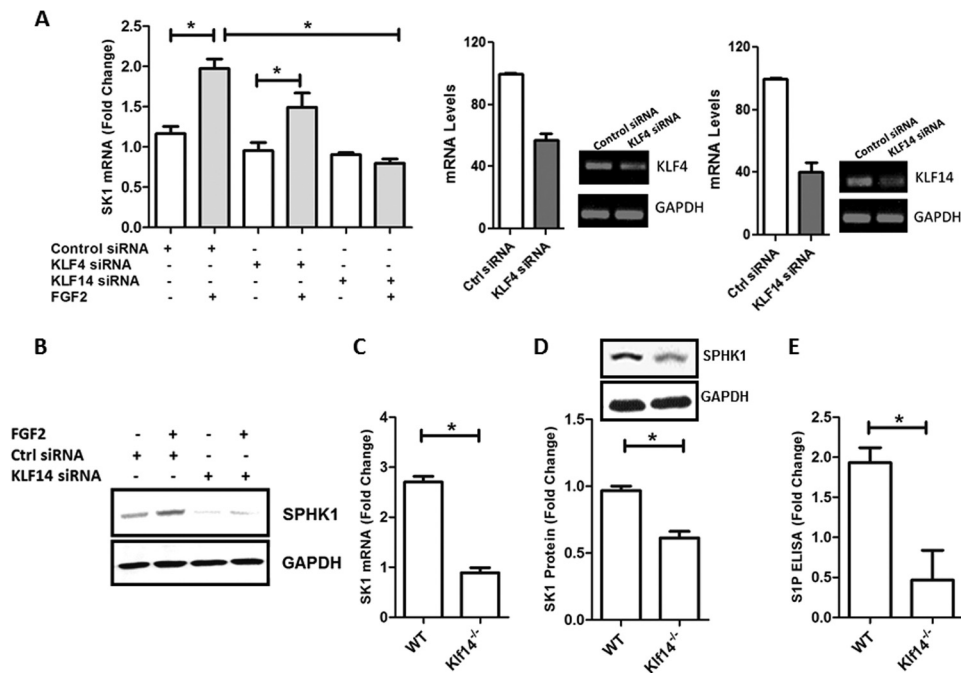 A
SK1 mRNA (Fold Change)
2.5
2.0
1.5
1.0
0.5
0.0
*
*
*
Control siRNA + + - - - -
KLF4 siRNA - - + + - -
KLF14 siRNA - - - - + +
FGF2 - + - + - +
mRNA Levels
120
80
40
0
Ctrl siRNA
KLF4 siRNA
Control siRNA
KLF4 siRNA
KLF4
GAPDH
mRNA Levels
120
80
40
0
Ctrl siRNA
KLF14 siRNA
Control siRNA
KLF14 siRNA
KLF14
GAPDH
B
FGF2 - + - +
Ctrl siRNA + + - -
KLF14 siRNA - - + +
SPHK1
GAPDH
C
SK1 mRNA (Fold Change)
4
3
2
1
0
*
WT
Klf14-/-
D
SPHK1
GAPDH
SK1 Protein (Fold Change)
1.5
1.0
0.5
0.0
*
WT
Klf14-/-
E
S1P ELISA (Fold Change)
2.5
2.0
1.5
1.0
0.5
0.0
*
WT
Klf14-/-